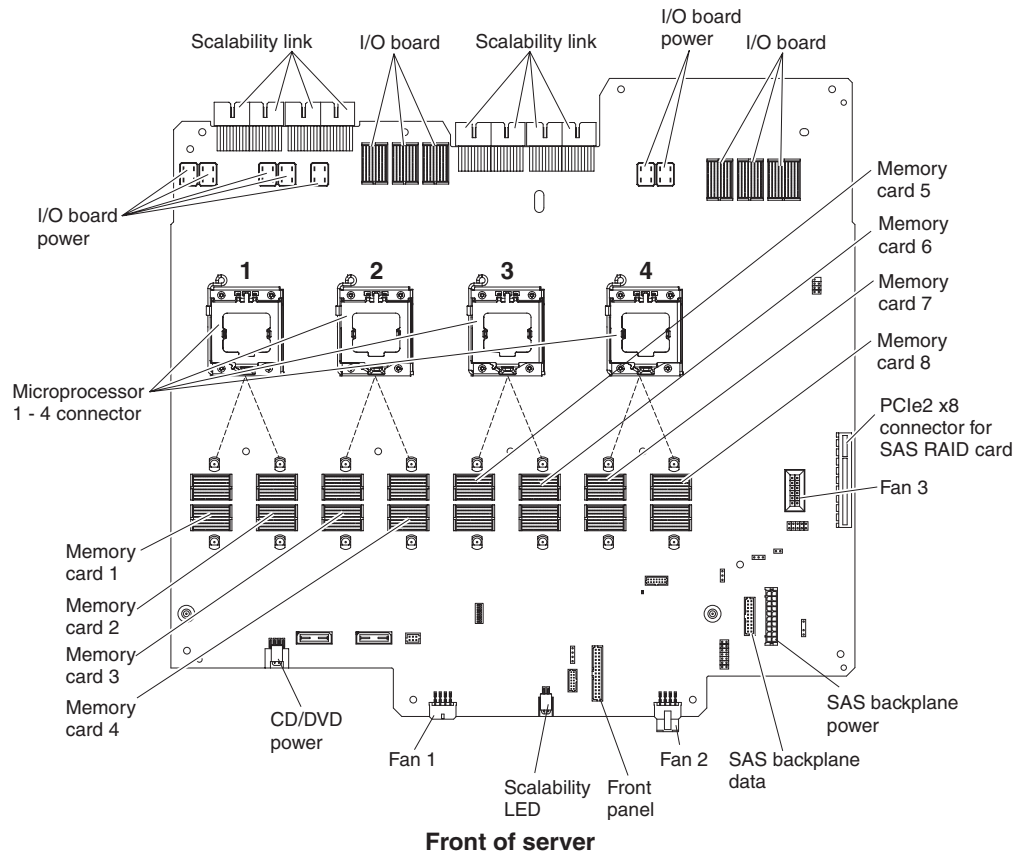 Scalability link
I/O board
Scalability link
I/O board
power
I/O board
I/O board
power
Memory
card 5
Memory
card 6
Memory
card 7
Memory
card 8
1
2
3
4
Microprocessor
1 - 4 connector
PCIe2 x8
connector for
SAS RAID card
Fan 3
Memory
card 1
Memory
card 2
Memory
card 3
Memory
card 4
CD/DVD
power
Fan 1
Scalability
LED
Front
panel
Fan 2
SAS backplane
data
SAS backplane
power
Front of server